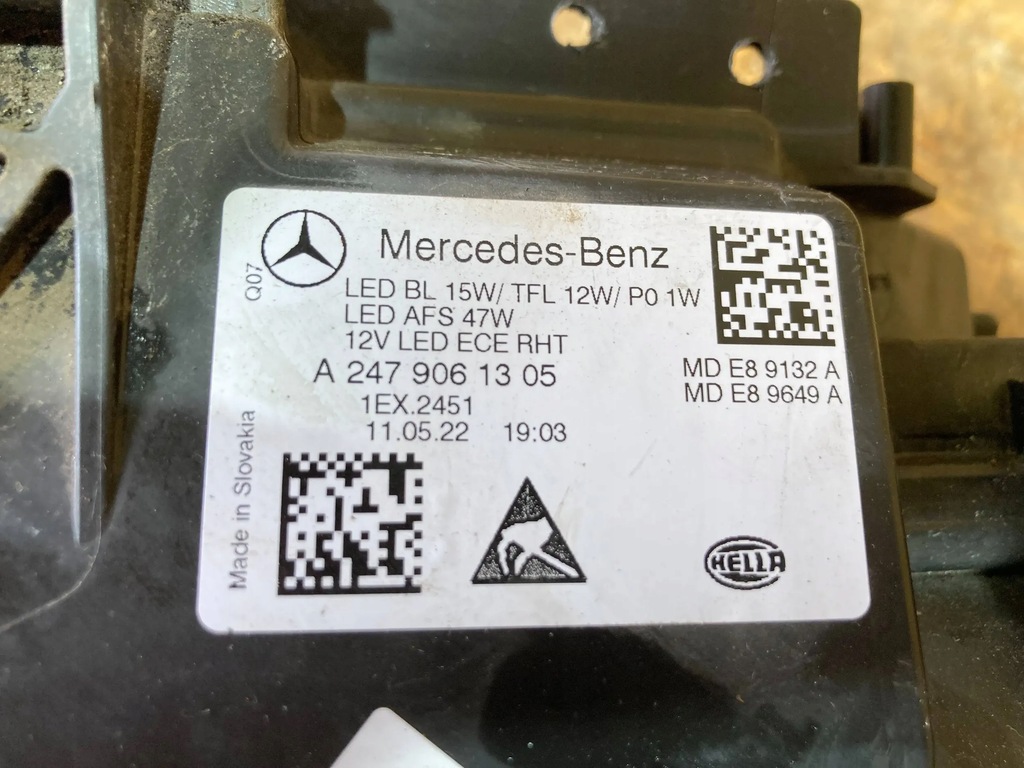 Mercedes-Benz
Q07
LED BL 15W/ TFL 12W/ P0 1W
LED AFS 47W
12V LED ECE RHT
A 247 906 13 05
MD E8 9132 A
MD E8 9649 A
1EX.2451
11.05.22 19:03
Made in Slovakia
HELLA